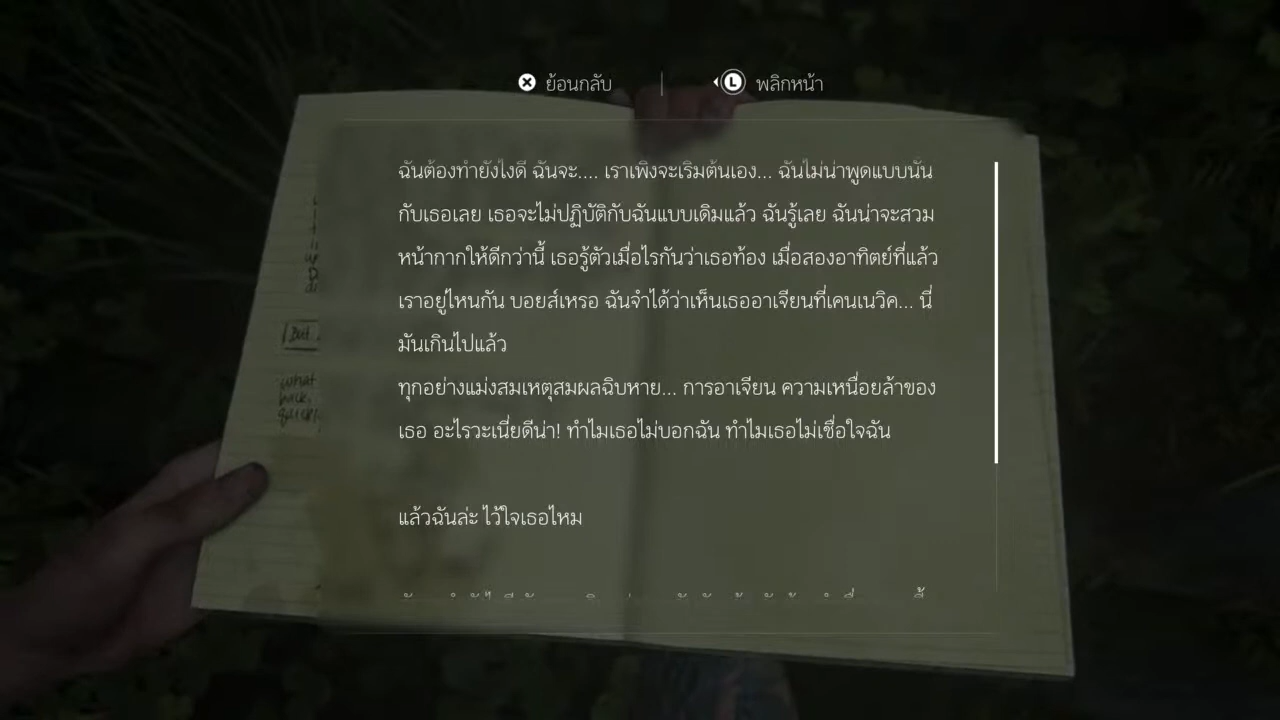 ย้อนกลับ
L พลิกหน้า
ฉันต้องทำยังไงดี ฉันจะ.... เราเพิ่งจะเริ่มต้นเอง... ฉันไม่น่าพูดแบบนั้น
กับเธอเลย เธอจะไม่ปฏิบัติกับฉันแบบเดิมแล้ว ฉันรู้เลย ฉันน่าจะสวม
หน้ากากให้ดีกว่านี้ เธอรู้ตัวเมื่อไรกันว่าเธอท้อง เมื่อสองอาทิตย์ที่แล้ว
เราอยู่ไหนกัน บอยส์เหรอ ฉันจำได้ว่าเห็นเธออาเจียนที่เคนเนวิค... นี่
มันเกินไปแล้ว
ทุกอย่างแม่งสมเหตุสมผลฉิบหาย... การอาเจียน ความเหนื่อยล้าของ
เธอ อะไรวะเนี่ยดีน่า! ทำไมเธอไม่บอกฉัน ทำไมเธอไม่เชื่อใจฉัน
แล้วฉันล่ะ ไว้ใจเธอไหม
But
what